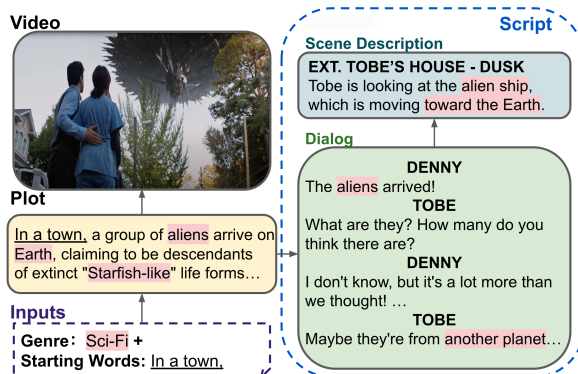 Video
Plot
In a town, a group of aliens arrive on
Earth, claiming to be descendants
of extinct "Starfish-like" life forms…
Inputs
Genre: Sci-Fi +
Starting Words: In a town,
Script
Scene Description
EXT. TOBE'S HOUSE - DUSK
Tobe is looking at the alien ship,
which is moving toward the Earth.
Dialog
DENNY
The aliens arrived!
TOBE
What are they? How many do you
think there are?
DENNY
I don't know, but it's a lot more than
we thought! …
TOBE
Maybe they're from another planet…